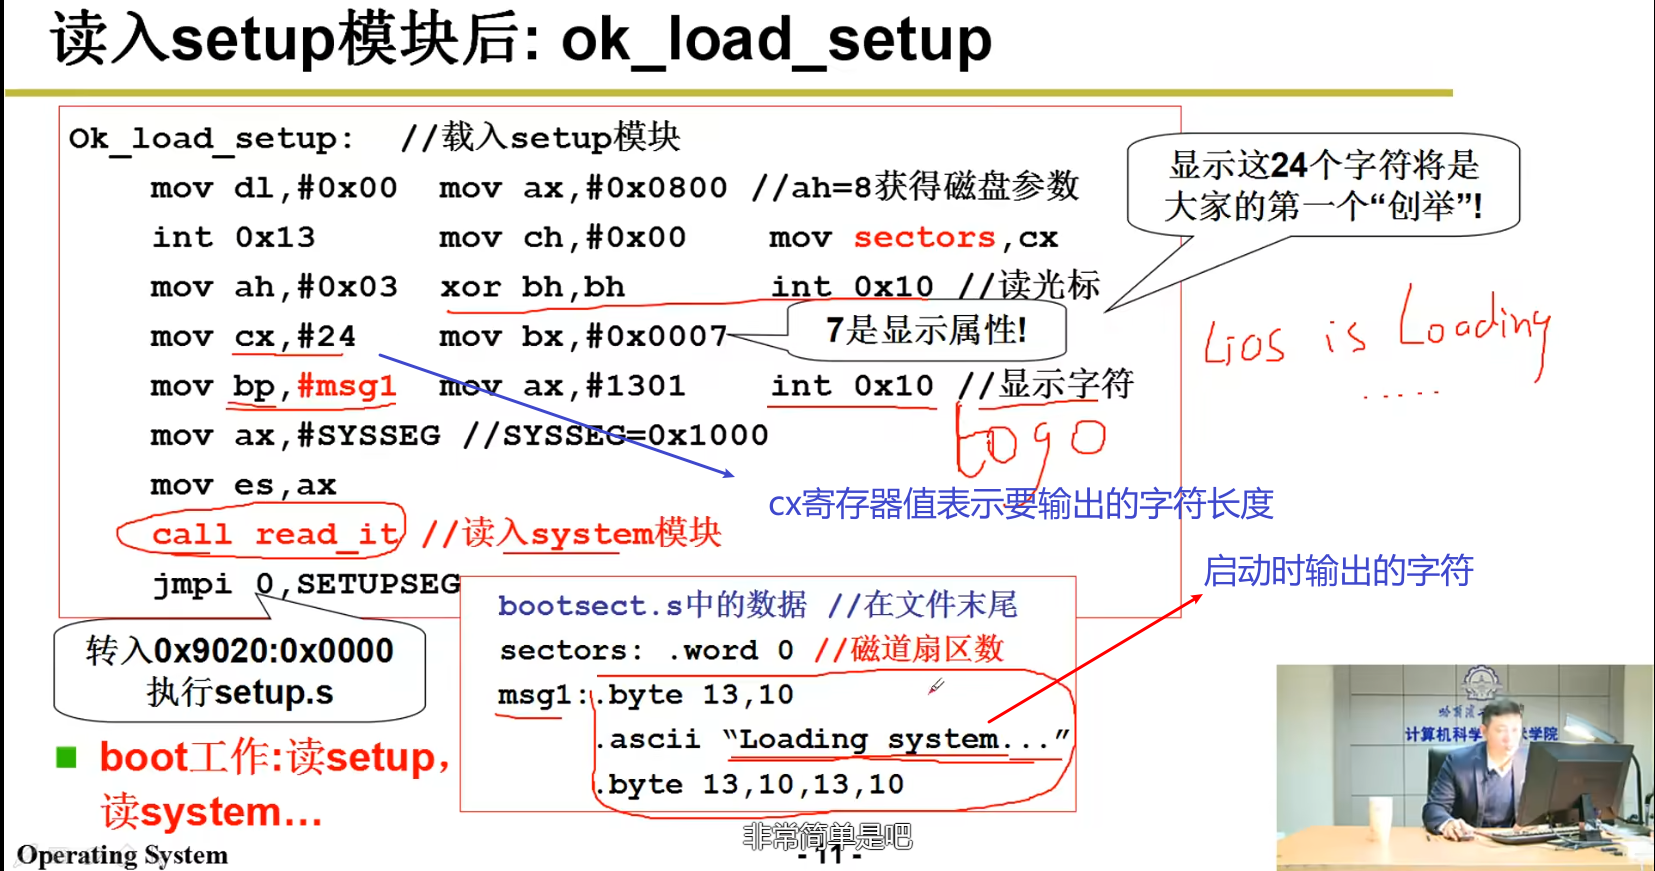 读入setup模块后: ok_load_setup
Ok_load_setup: //载入setup模块
mov dl,#0x00 mov ax,#0x0800 //ah=8获得磁盘参数
int 0x13 mov ch,#0x00 mov sectors,cx
mov ah,#0x03 xor bh,bh int 0x10 //读光标
mov cx,#24 mov bx,#0x0007
mov bp,#msg1 mov ax,#1301 int 0x10 //显示字符
mov ax,#SYSSEG //SYSSEG=0x1000
mov es,ax
call read_it //读入system模块
jmpi 0,SETUPSEG
显示这24个字符将是
大家的第一个“创举”!
7是显示属性!
Lios is Loading
.....
logo
cx寄存器值表示要输出的字符长度
启动时输出的字符
转入0x9020:0x0000
执行setup.s
bootsect.s中的数据 //在文件末尾
sectors: .word 0 //磁道扇区数
msg1:.byte 13,10
.ascii “Loading system...”
.byte 13,10,13,10
boot工作:读setup,
读system...
计算机科学
术学院
非常简单是吧
Operating System
- 11 -